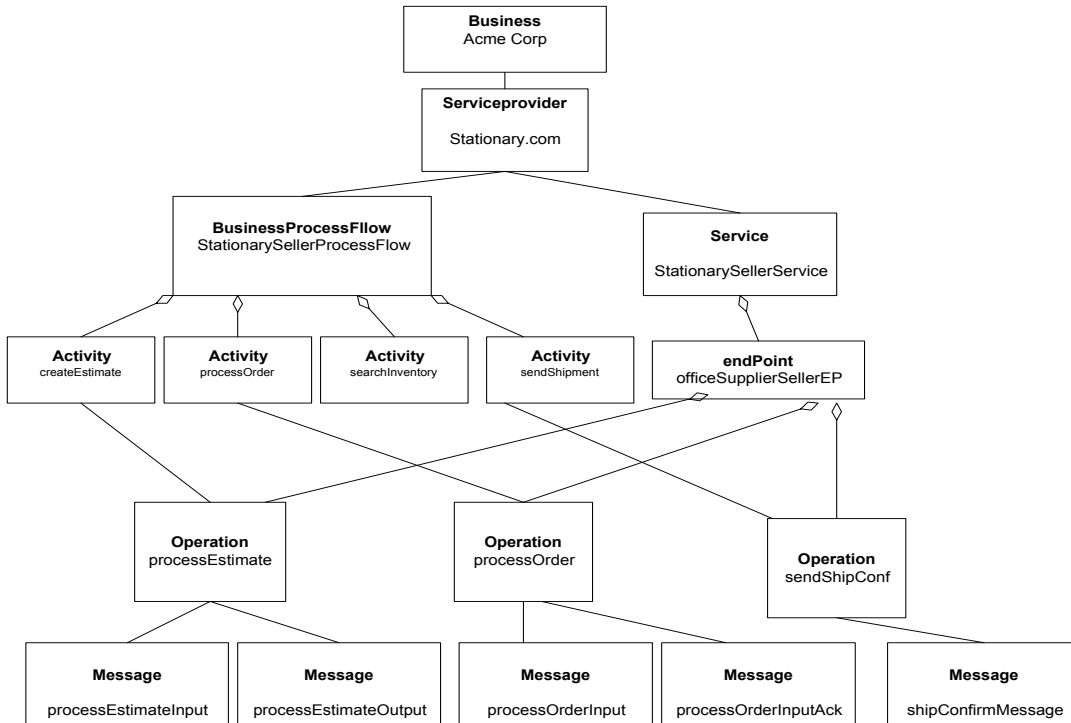 Business
Acme Corp
Serviceprovider
Stationary.com
BusinessProcessFllow
StationarySellerProcessFlow
Service
StationarySellerService
Activity
createEstimate
Activity
processOrder
Activity
searchInventory
Activity
sendShipment
endPoint
officeSupplierSellerEP
Operation
processEstimate
Operation
processOrder
Operation
sendShipConf
Message
processEstimateInput
Message
processEstimateOutput
Message
processOrderInput
Message
processOrderInputAck
Message
shipConfirmMessage